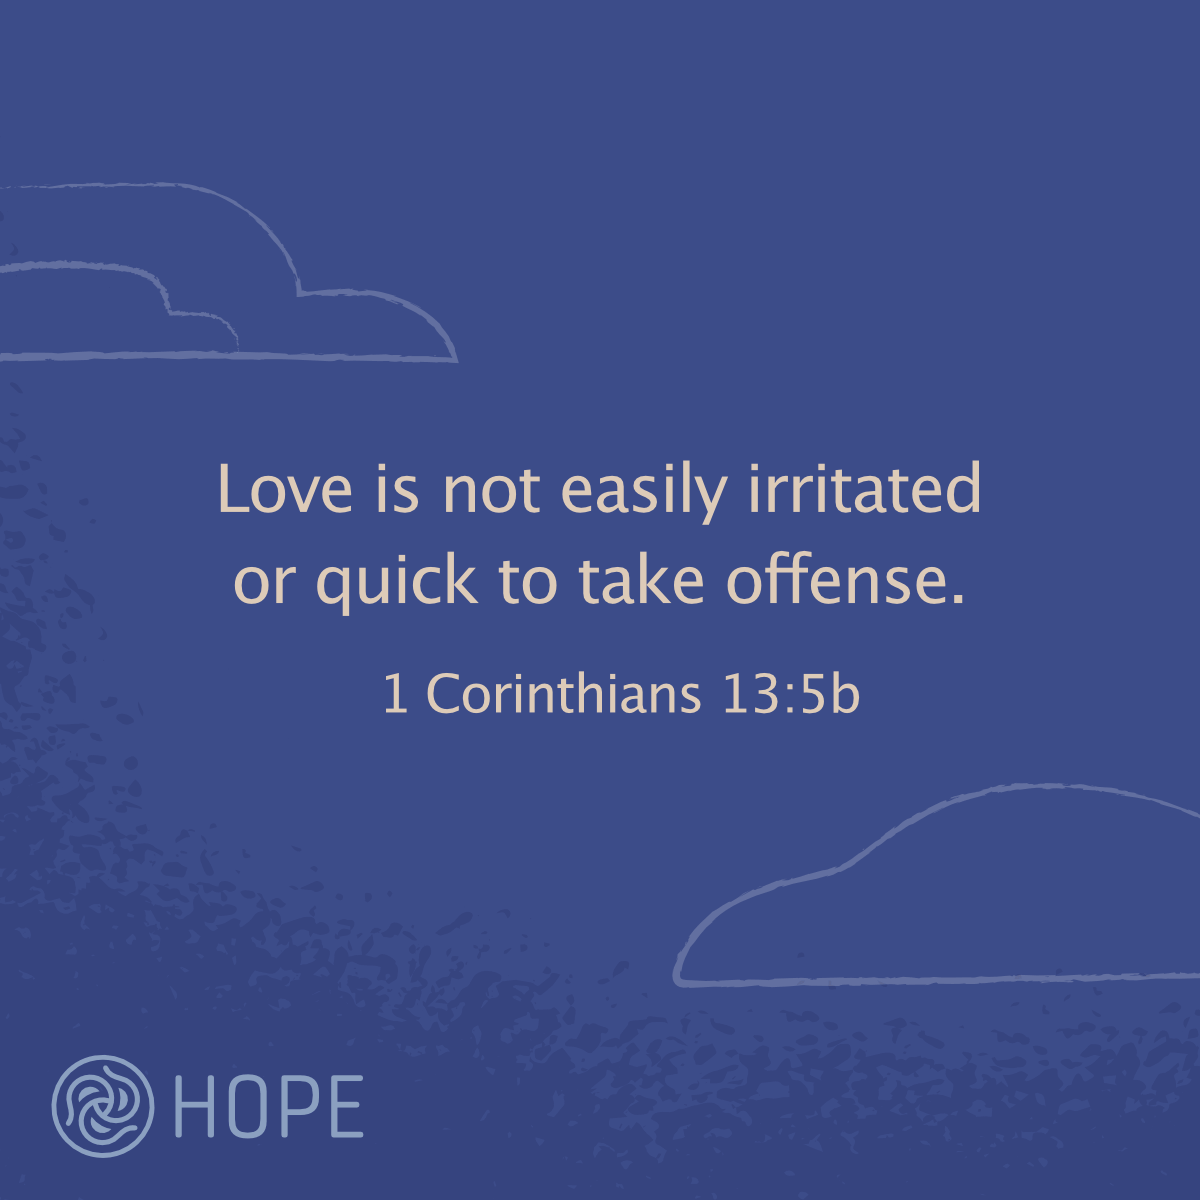 Love is not easily irritated
or quick to take offense.
1 Corinthians 13:5b
HOPE